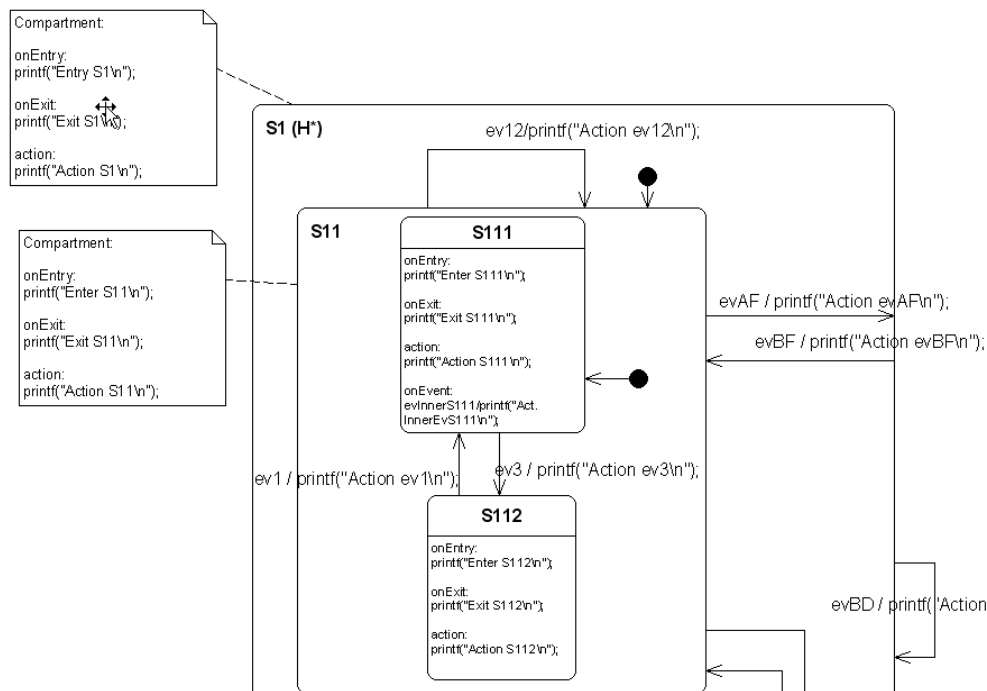 Compartment:
onEntry:
printf("Entry S1\n");
onExit:
printf("Exit S1\n");
action:
printf("Action S1\n");
S1 (H*)
ev12/printf("Action ev12\n");
Compartment:
onEntry:
printf("Enter S11\n");
onExit:
printf("Exit S11\n");
action:
printf("Action S11\n");
S11
S111
onEntry:
printf("Enter S111\n");
onExit:
printf("Exit S111\n");
action:
printf("Action S111\n");
onEvent:
evInnerS111/printf("Act.
InnerEvS111\n");
evAF / printf("Action evAF\n");
evBF / printf("Action evBF\n");
ev1 / printf("Action ev1\n");
ev3 / printf("Action ev3\n");
S112
onEntry:
printf("Enter S112\n");
onExit:
printf("Exit S112\n");
action:
printf("Action S112\n");
evBD / printf("Action